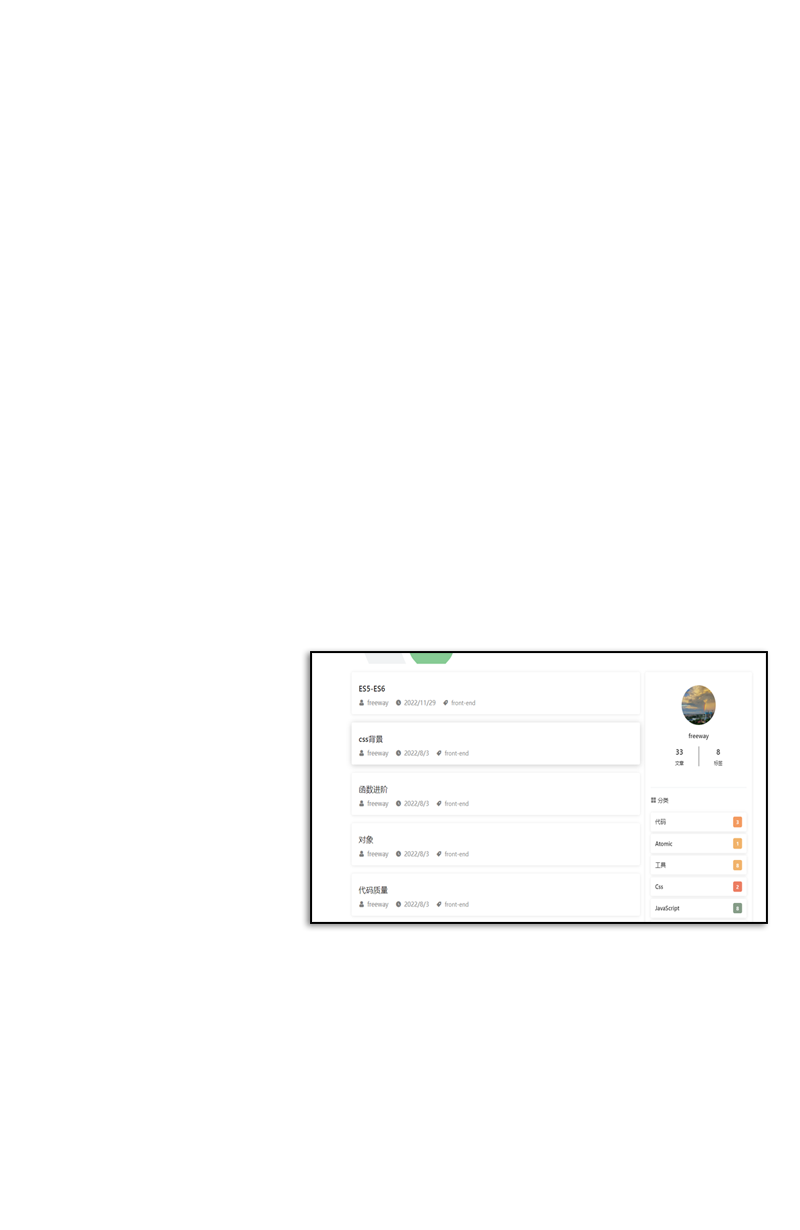 ES5-ES6
freeway 2022/11/29 front-end
css背景
freeway 2022/8/3 front-end
函数进阶
freeway 2022/8/3 front-end
对象
freeway 2022/8/3 front-end
代码质量
freeway 2022/8/3 front-end
freeway
33 8
文章 标签
分类
代码 3
Atomic 1
工具
Css 2
JavaScript